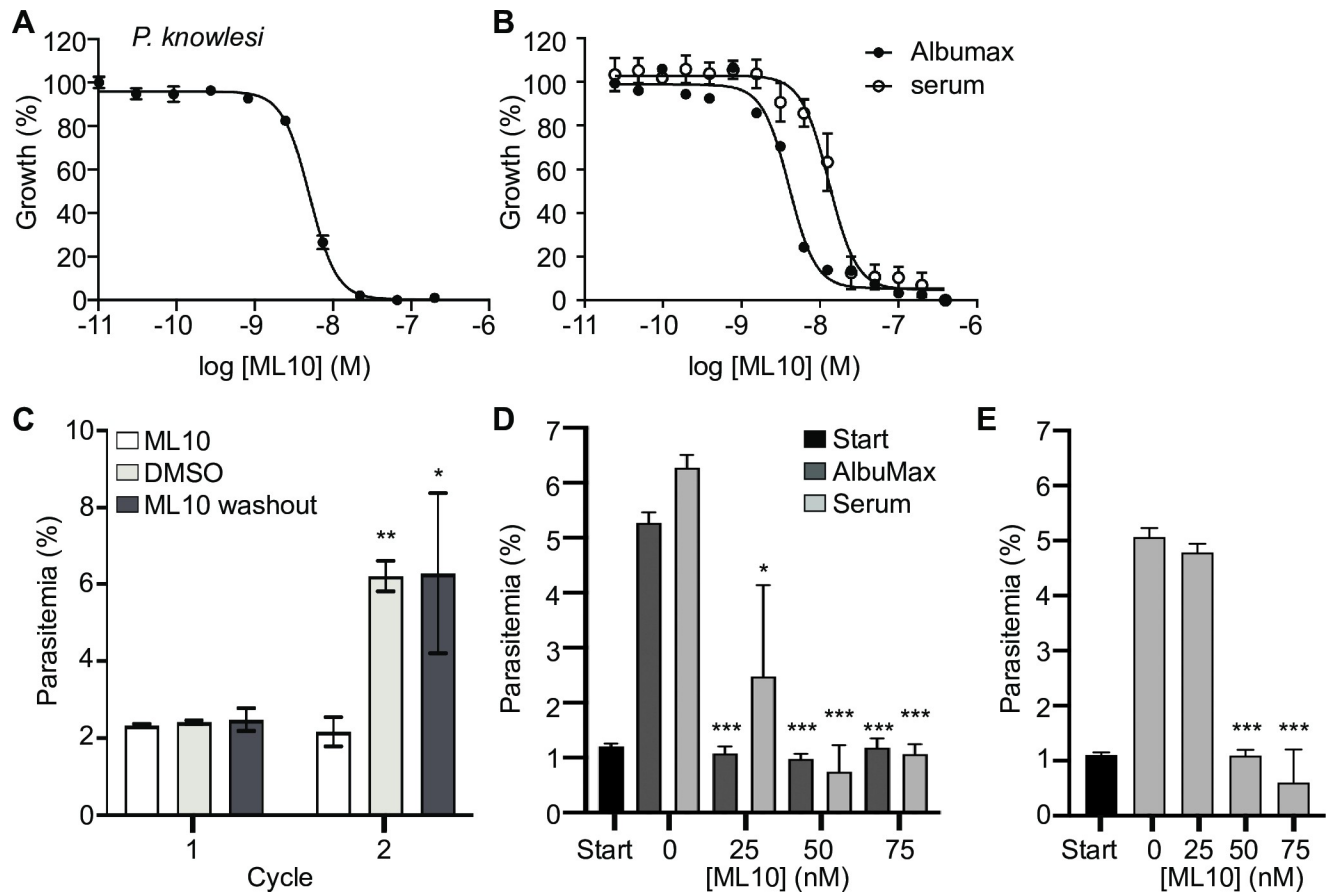 A
P. knowlesi
120
100
80
60
40
20
0
Growth (%)
-11 -10 -9 -8 -7 -6
log [ML10] (M)
B
Albumax
serum
120
100
80
60
40
20
0
Growth (%)
-11 -10 -9 -8 -7 -6
log [ML10] (M)
C
ML10
DMSO
ML10 washout
10
8
6
4
2
0
Parasitemia (%)
** *
1 2
Cycle
D
Start
AlbuMax
Serum
7
6
5
4
3
2
1
0
Parasitemia (%)
*
*** *** *** *** ***
Start 0 25 50 75
[ML10] (nM)
E
7
6
5
4
3
2
1
0
Parasitemia (%)
*** ***
Start 0 25 50 75
[ML10] (nM)